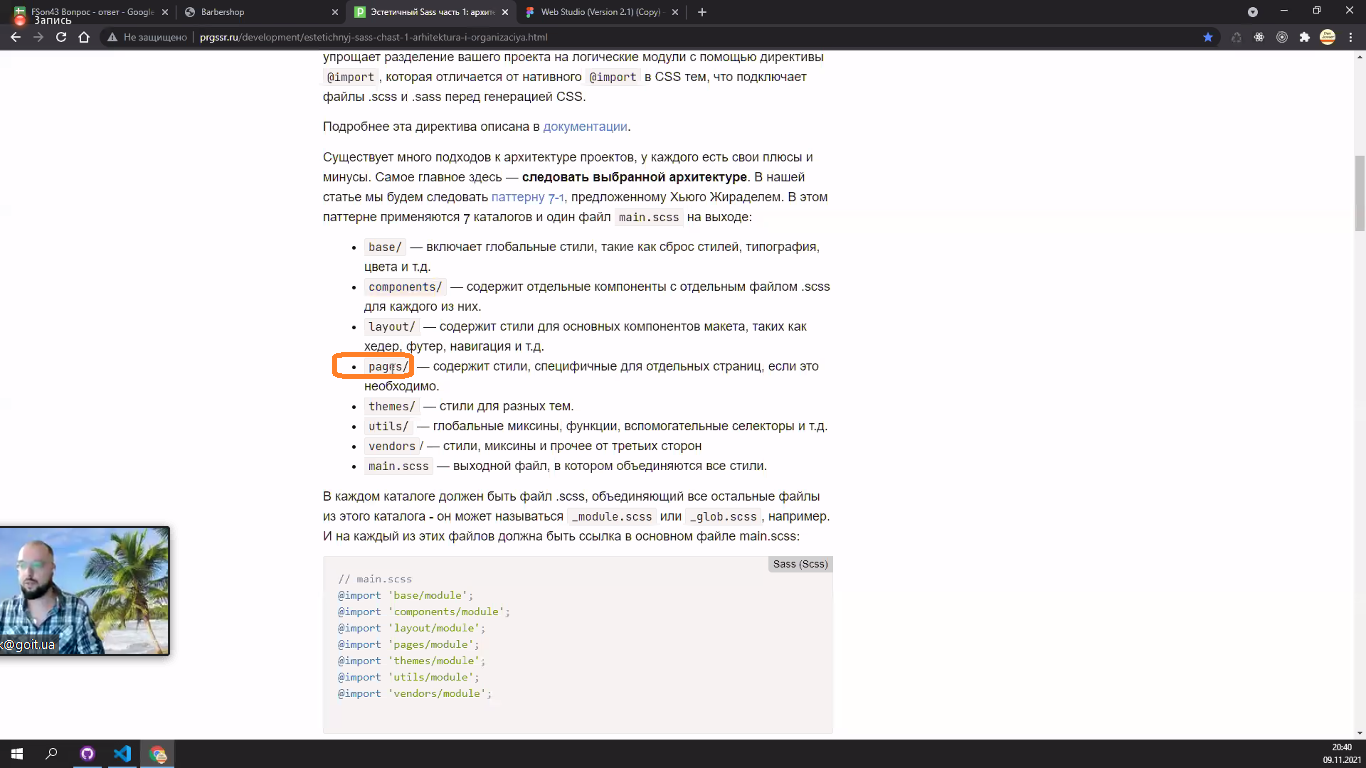 FSon43 Вопрос - ответ - Google
Barbershop
Эстетичный Sass часть 1: архите
Web Studio (Version 2.1) (Copy) –
Запись
Не защищено
prgssr.ru/development/estetichnyj-sass-chast-1-arhitektura-i-organizaciya.html
упрощает разделение вашего проекта на логические модули с помощью директивы
@import , которая отличается от нативного @import в CSS тем, что подключает
файлы .scss и .sass перед генерацией CSS.
Подробнее эта директива описана в документации.
Существует много подходов к архитектуре проектов, у каждого есть свои плюсы и
минусы. Самое главное здесь — следовать выбранной архитектуре. В нашей
статье мы будем следовать паттерну 7-1, предложенному Хьюго Жираделем. В этом
паттерне применяются 7 каталогов и один файл main.scss на выходе:
• base/ — включает глобальные стили, такие как сброс стилей, типография,
цвета и т.д.
• components/ — содержит отдельные компоненты с отдельным файлом .scss
для каждого из них.
• layout/ — содержит стили для основных компонентов макета, таких как
хедер, футер, навигация и т.д.
• pages/ — содержит стили, специфичные для отдельных страниц, если это
необходимо.
• themes/ — стили для разных тем.
• utils/ — глобальные миксины, функции, вспомогательные селекторы и т.д.
• vendors / — стили, миксины и прочее от третьих сторон
• main.scss — выходной файл, в котором объединяются все стили.
В каждом каталоге должен быть файл .scss, объединяющий все остальные файлы
из этого каталога - он может называться _module.scss или _glob.scss , например.
И на каждый из этих файлов должна быть ссылка в основном файле main.scss:
Sass (Scss)
// main.scss
@import 'base/module';
@import 'components/module';
@import 'layout/module';
@import 'pages/module';
@import 'themes/module';
@import 'utils/module';
@import 'vendors/module';
k@goit.ua
20:40
09.11.2021